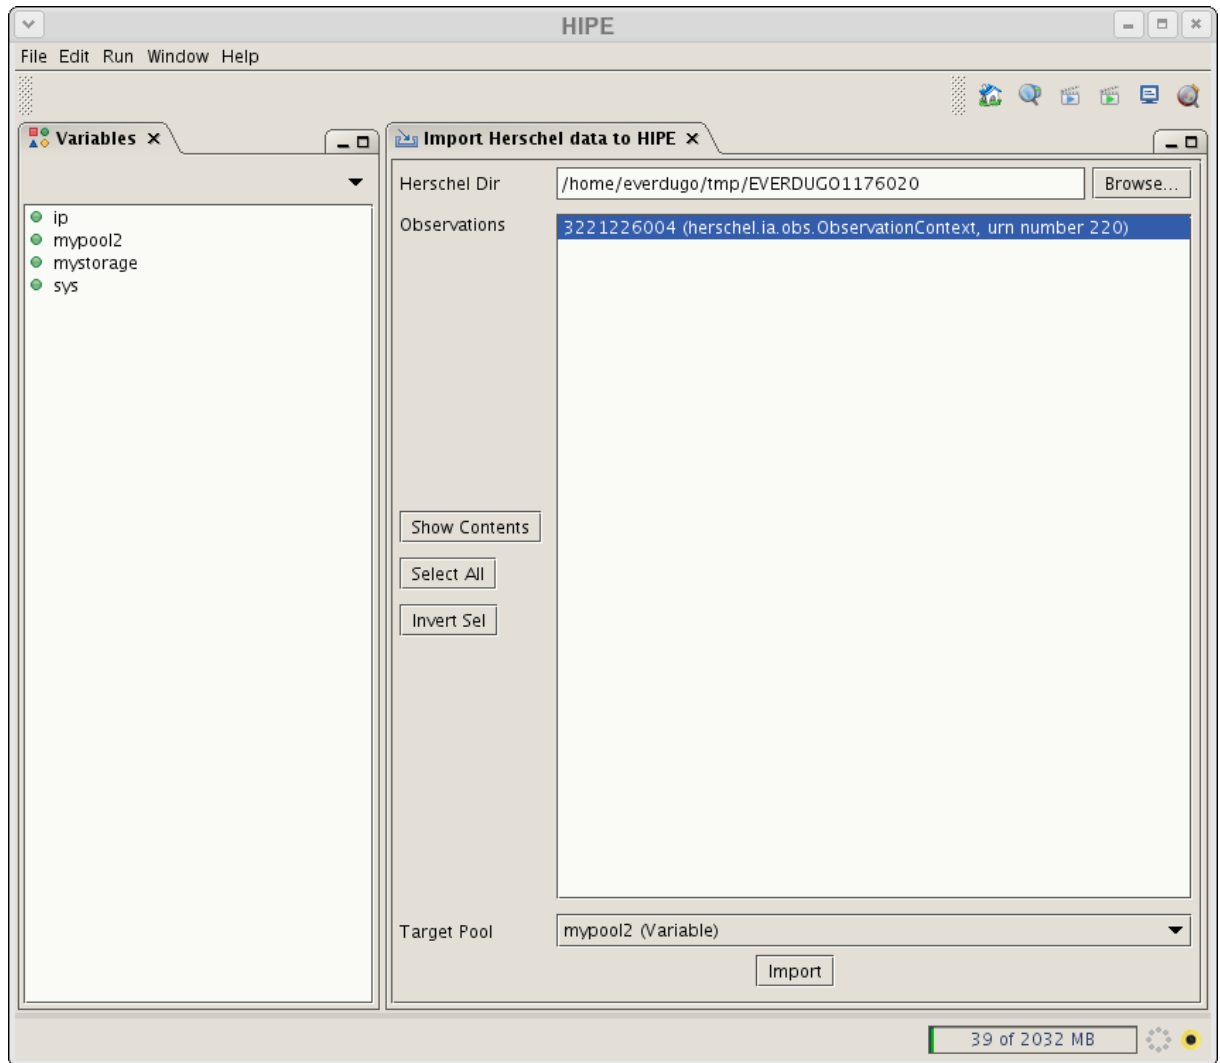 HIPE
File Edit Run Window Help
Variables
Import Herschel data to HIPE
ip
mypool2
mystorage
sys
Herschel Dir
/home/everdugo/tmp/EVERDUGO1176020
Browse...
Observations
3221226004 (herschel.ia.obs.ObservationContext, urn number 220)
Show Contents
Select All
Invert Sel
Target Pool
mypool2 (Variable)
Import
39 of 2032 MB